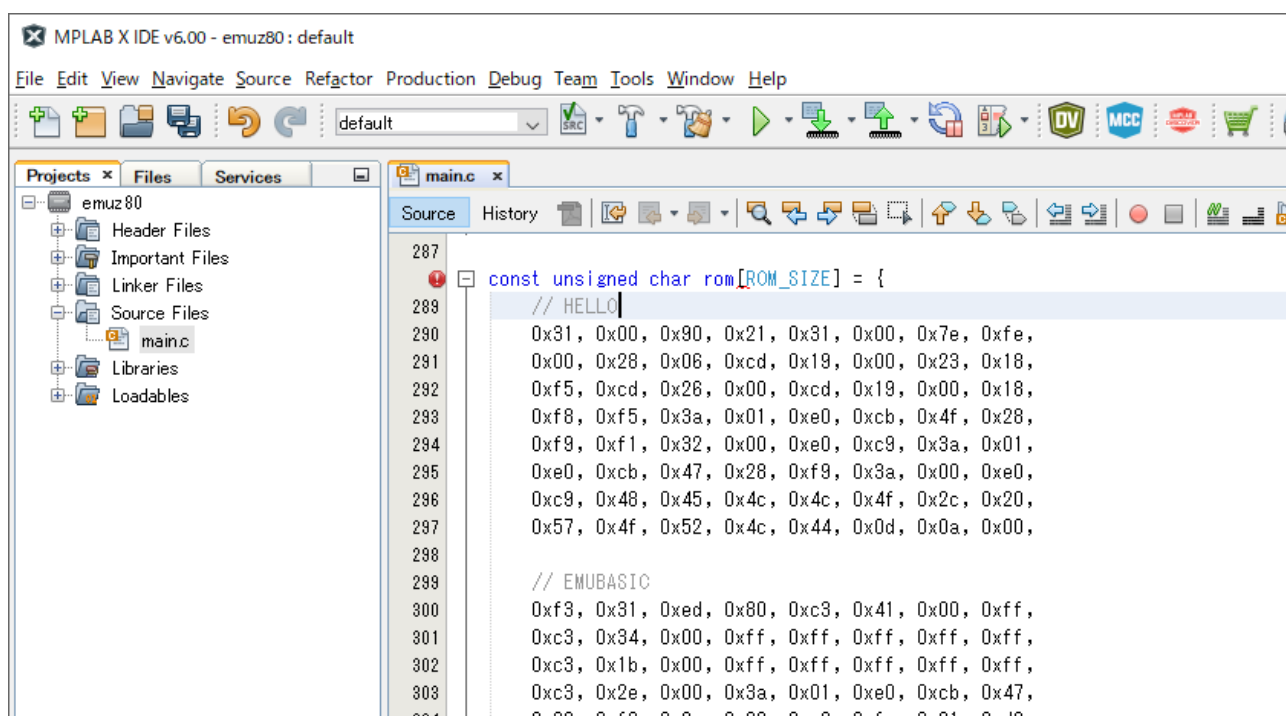 MPLAB X IDE v6.00 - emuz80 : default
File Edit View Navigate Source Refactor Production Debug Team Tools Window Help
default
SRC
DV
MCC
Projects × Files Services
main.c ×
emuz80
Header Files
Important Files
Linker Files
Source Files
main.c
Libraries
Loadables
Source History
287
const unsigned char rom[ROM_SIZE] = {
289 // HELLO
290 0x31, 0x00, 0x90, 0x21, 0x31, 0x00, 0x7e, 0xfe,
291 0x00, 0x28, 0x06, 0xcd, 0x19, 0x00, 0x23, 0x18,
292 0xf5, 0xcd, 0x26, 0x00, 0xcd, 0x19, 0x00, 0x18,
293 0xf8, 0xf5, 0x3a, 0x01, 0xe0, 0xcb, 0x4f, 0x28,
294 0xf9, 0xf1, 0x32, 0x00, 0xe0, 0xc9, 0x3a, 0x01,
295 0xe0, 0xcb, 0x47, 0x28, 0xf9, 0x3a, 0x00, 0xe0,
296 0xc9, 0x48, 0x45, 0x4c, 0x4c, 0x4f, 0x2c, 0x20,
297 0x57, 0x4f, 0x52, 0x4c, 0x44, 0x0d, 0x0a, 0x00,
298
299 // EMUBASIC
300 0xf3, 0x31, 0xed, 0x80, 0xc3, 0x41, 0x00, 0xff,
301 0xc3, 0x34, 0x00, 0xff, 0xff, 0xff, 0xff, 0xff,
302 0xc3, 0x1b, 0x00, 0xff, 0xff, 0xff, 0xff, 0xff,
303 0xc3, 0x2e, 0x00, 0x3a, 0x01, 0xe0, 0xcb, 0x47,